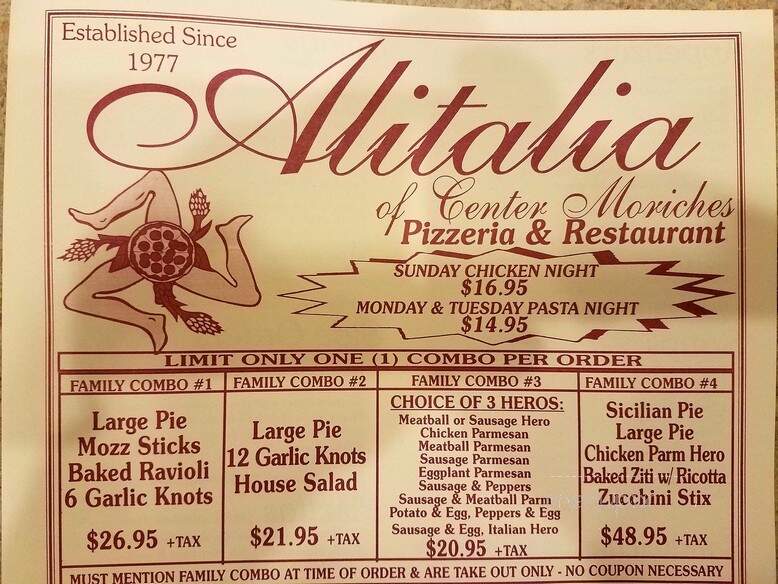 Established Since
1977
Alitalia
of Center Moriches
Pizzeria & Restaurant
SUNDAY CHICKEN NIGHT
$16.95
MONDAY & TUESDAY PASTA NIGHT
$14.95
LIMIT ONLY ONE (1) COMBO PER ORDER
FAMILY COMBO #1
Large Pie
Mozz Sticks
Baked Ravioli
6 Garlic Knots
$26.95 +TAX
FAMILY COMBO #2
Large Pie
12 Garlic Knots
House Salad
$21.95 +TAX
FAMILY COMBO #3
CHOICE OF 3 HEROS:
Meatball or Sausage Hero
Chicken Parmesan
Meatball Parmesan
Sausage Parmesan
Eggplant Parmesan
Sausage & Peppers
Sausage & Meatball Parm
Potato & Egg, Peppers & Egg
Sausage & Egg, Italian Hero
$20.95 +TAX
FAMILY COMBO #4
Sicilian Pie
Large Pie
Chicken Parm Hero
Baked Ziti w/ Ricotta
Zucchini Stix
$48.95 +TAX
MUST MENTION FAMILY COMBO AT TIME OF ORDER & ARE TAKE OUT ONLY - NO COUPON NECESSARY